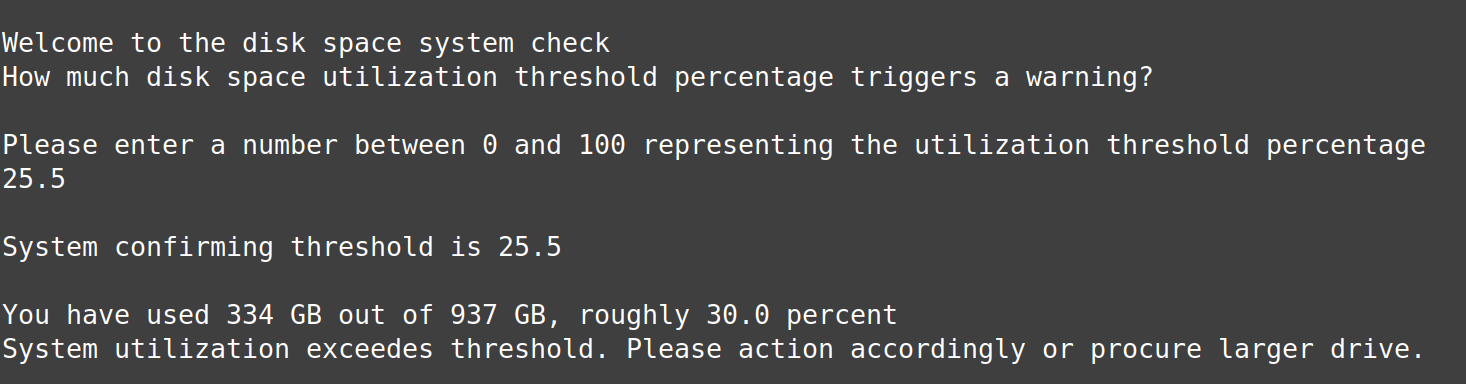 Welcome to the disk space system check
How much disk space utilization threshold percentage triggers a warning?
Please enter a number between 0 and 100 representing the utilization threshold percentage
25.5
System confirming threshold is 25.5
You have used 334 GB out of 937 GB, roughly 30.0 percent
System utilization exceedes threshold. Please action accordingly or procure larger drive.